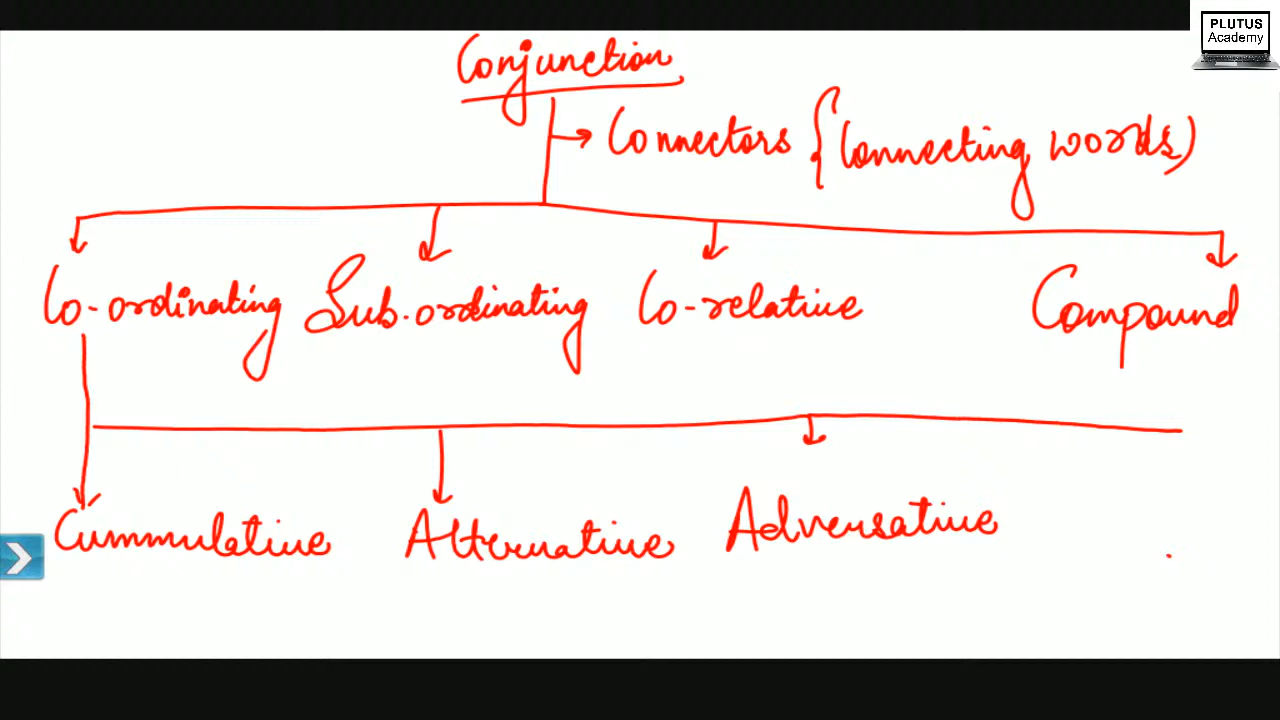 PLUTUS
Academy
Conjunction
Connectors {Connecting words)
Co-ordinating Sub-ordinating Co-relative Compound
Cummulative Alternative Adversative